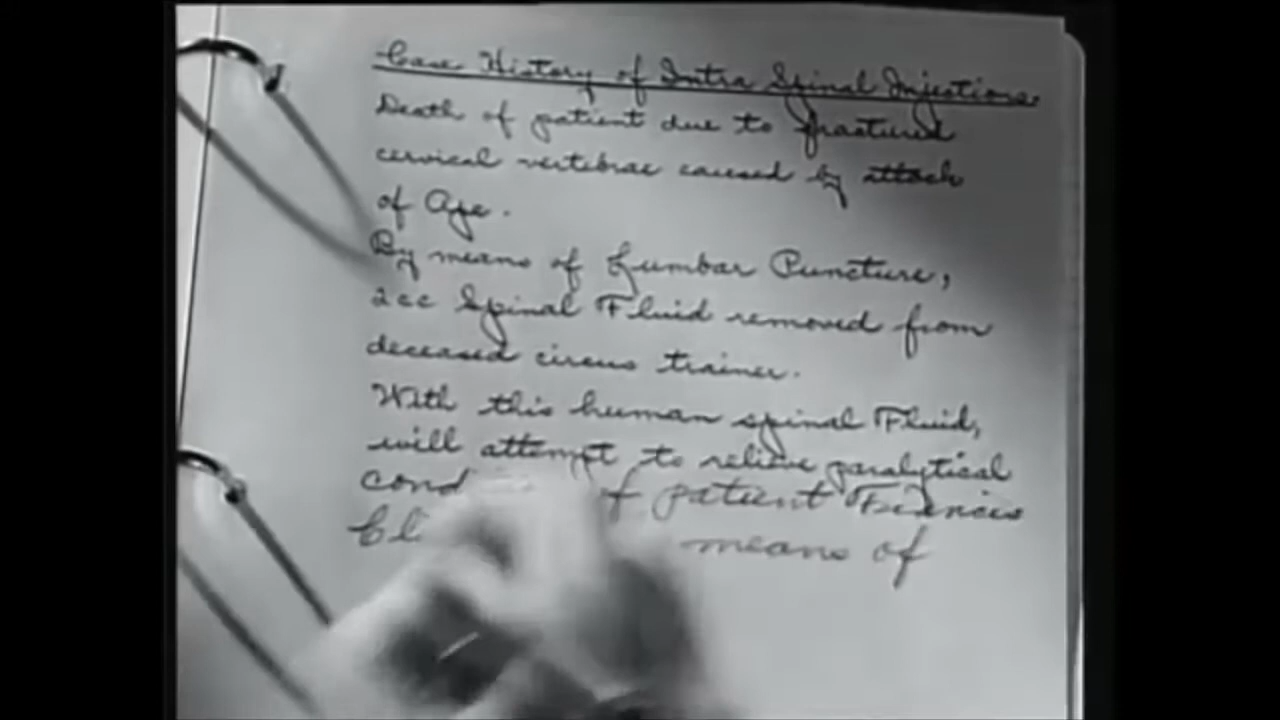 Case History of Intra Spinal Injections.
Death of patient due to fractured
cervical vertebrae caused by attack
of Ape.
By means of Lumbar Puncture,
2cc Spinal Fluid removed from
deceased circus trainer.
With this human spinal Fluid,
will attempt to relieve paralytical
of patient Francis
means of